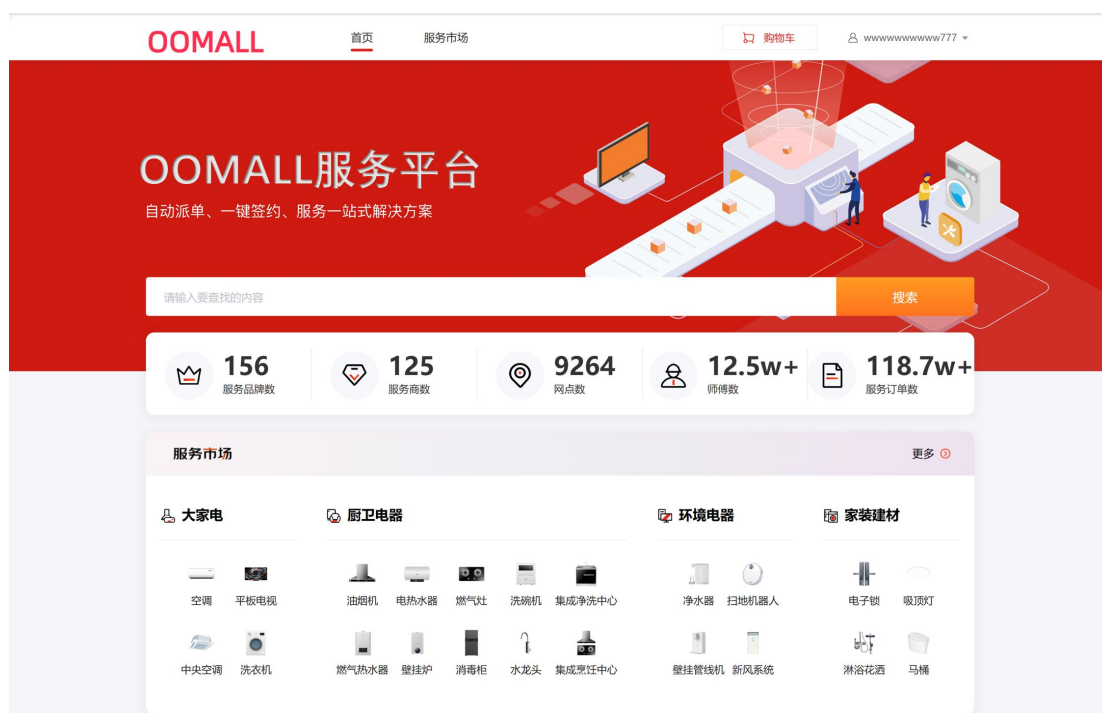 OOMALL
首页
服务市场
购物车
wwwwwwwwww777
OOMALL服务平台
自动派单、一键签约、服务一站式解决方案
请输入要查找的内容
搜索
156
服务品牌数
125
服务商数
9264
网点数
12.5w+
师傅数
118.7w+
服务订单数
服务市场
更多
大家电
厨卫电器
环境电器
家装建材
空调 平板电视 油烟机 电热水器 燃气灶 洗碗机 集成净洗中心 净水器 扫地机器人 电子锁 吸顶灯
中央空调 洗衣机 燃气热水器 壁挂炉 消毒柜 水龙头 集成烹饪中心 壁挂管线机 新风系统 淋浴花洒 马桶